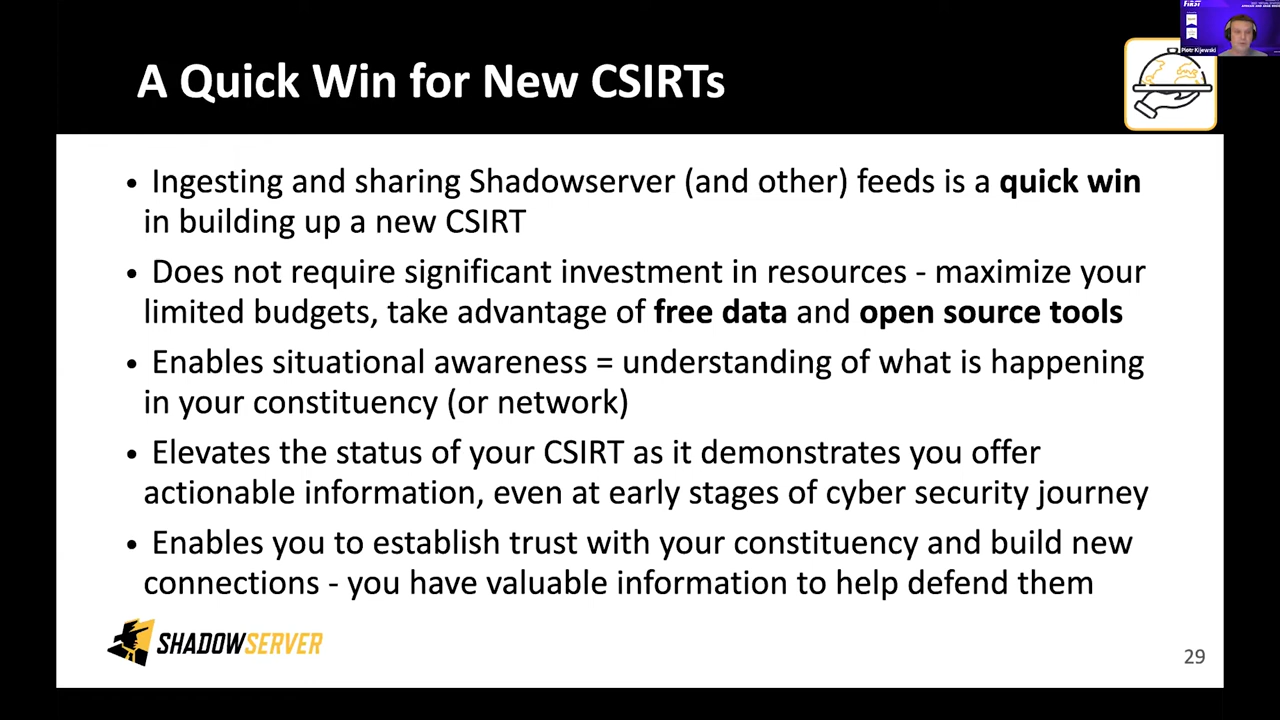 FIRST
Piotr Kijewski
A Quick Win for New CSIRTs
• Ingesting and sharing Shadowserver (and other) feeds is a quick win
in building up a new CSIRT
• Does not require significant investment in resources - maximize your
limited budgets, take advantage of free data and open source tools
• Enables situational awareness = understanding of what is happening
in your constituency (or network)
• Elevates the status of your CSIRT as it demonstrates you offer
actionable information, even at early stages of cyber security journey
• Enables you to establish trust with your constituency and build new
connections - you have valuable information to help defend them
SHADOWSERVER
29